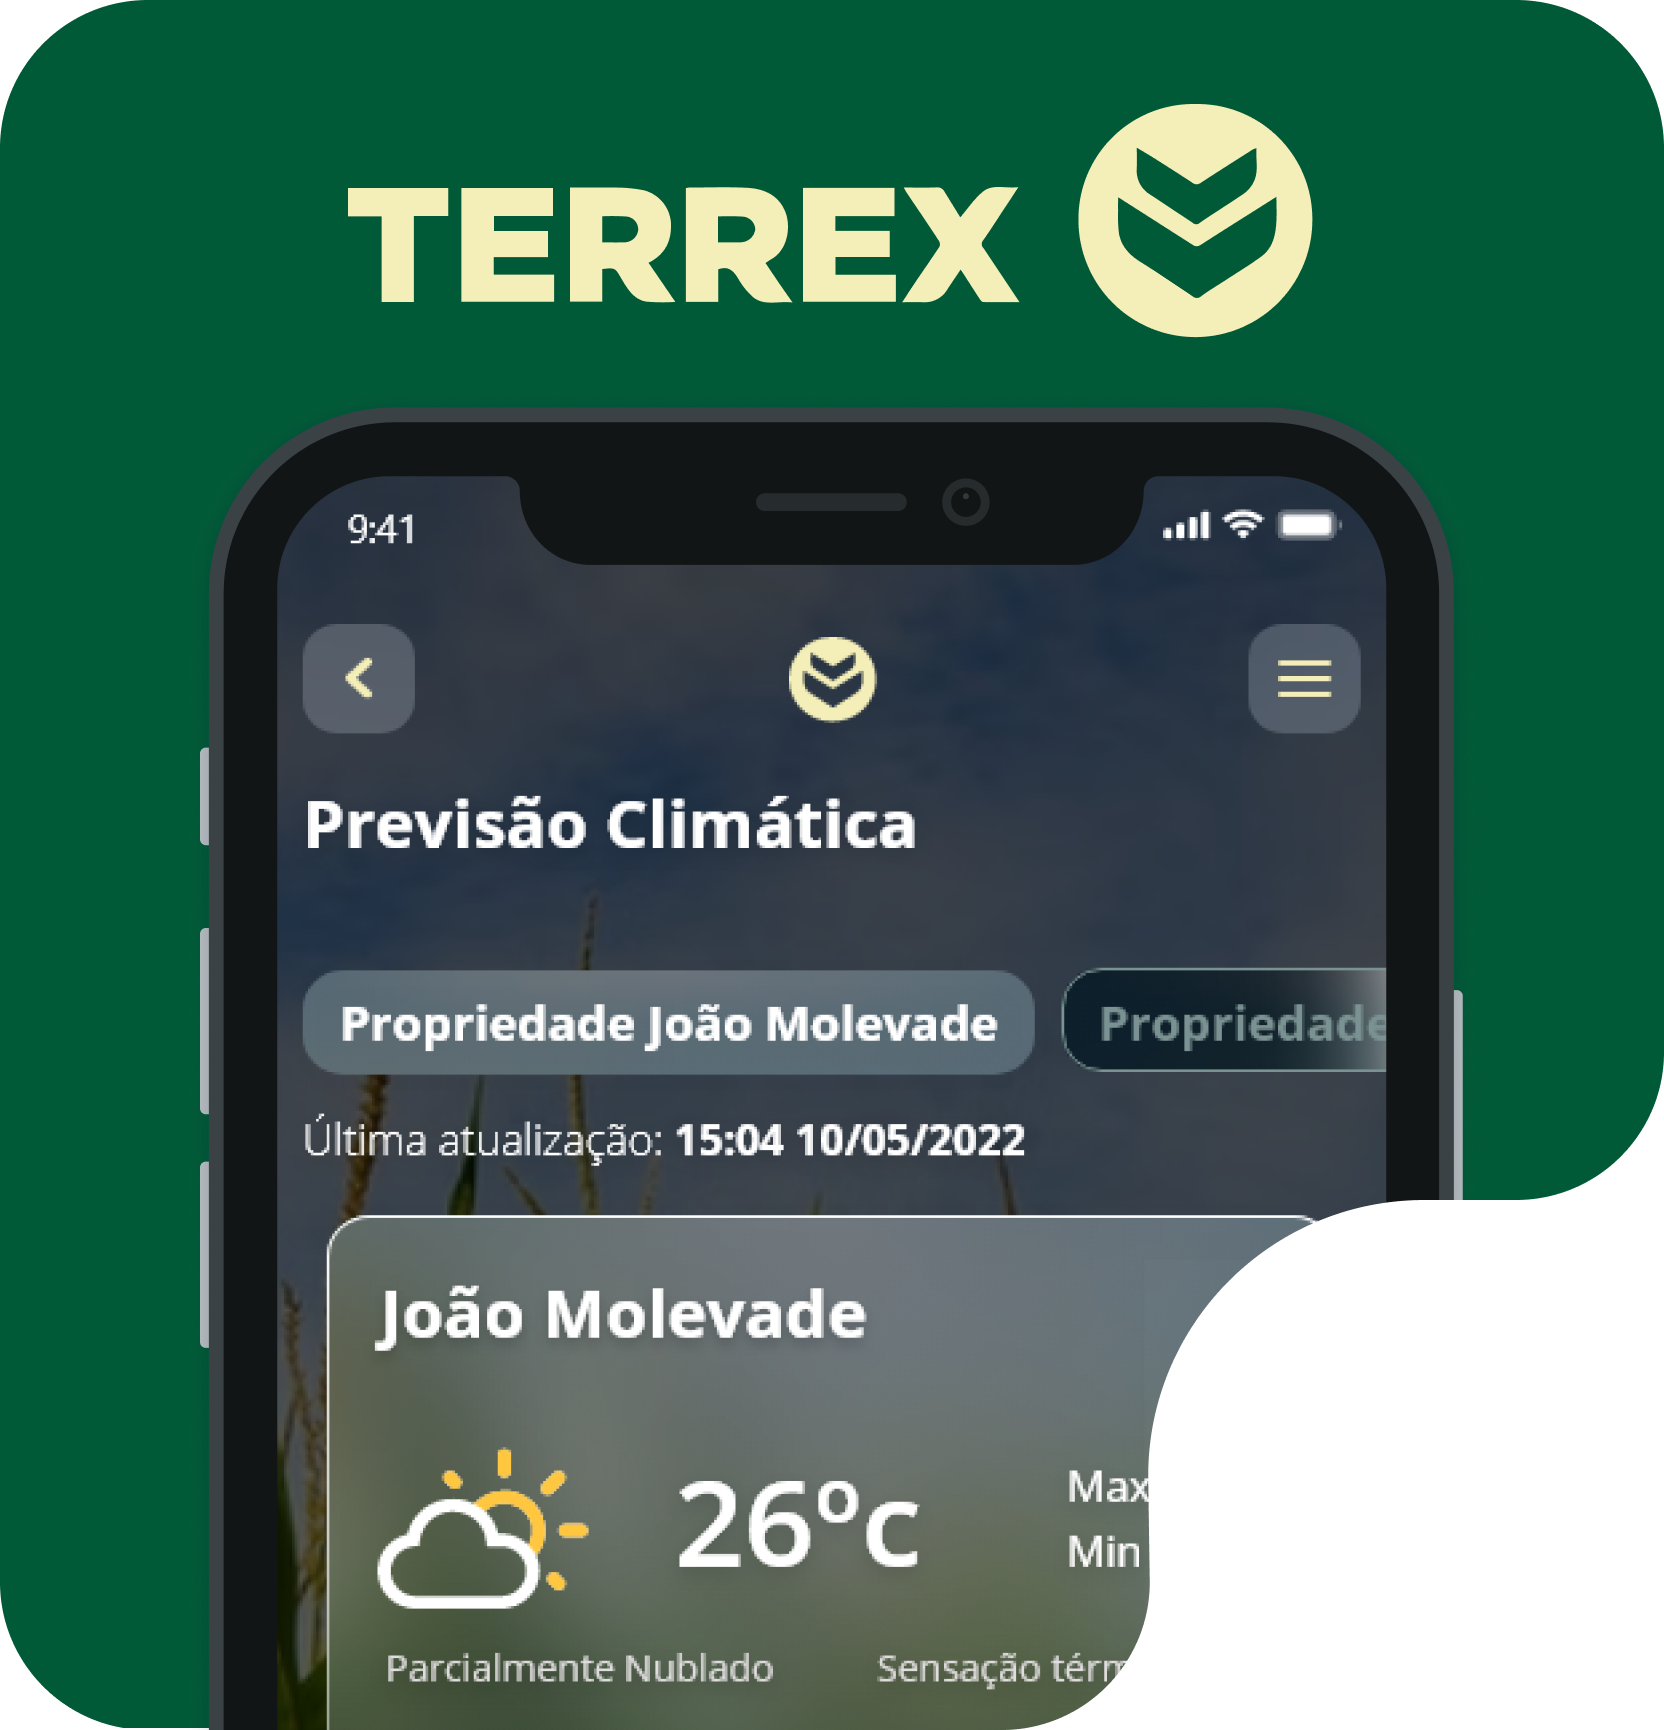 TERREX
9:41
Previsão Climática
Propriedade João Molevade
Propriedade
Última atualização: 15:04 10/05/2022
João Molevade
26ºc
Max
Min
Parcialmente Nublado
Sensação térm